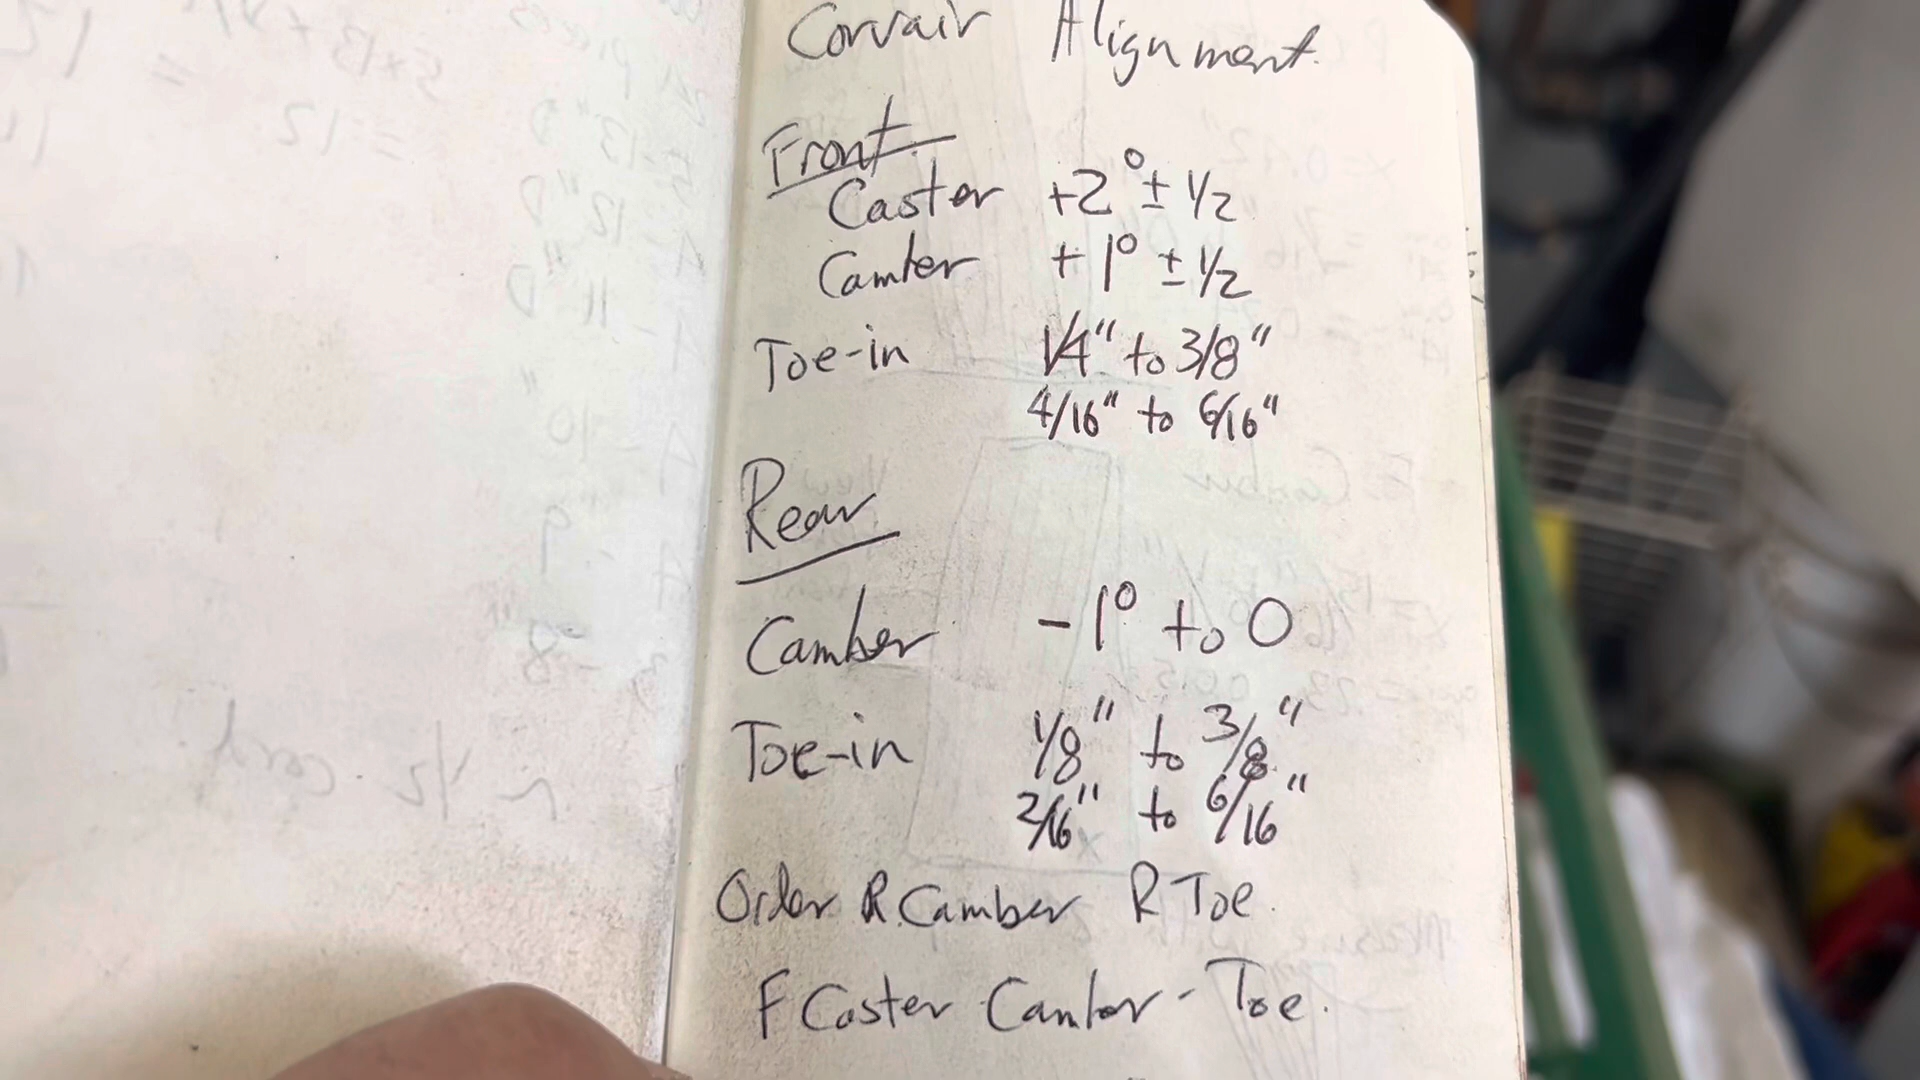 Corvair Alignment.
Front
Caster +2° ± 1/2
Camber +1° ± 1/2
Toe-in 1/4" to 3/8"
4/16" to 6/16"
Rear
Camber -1° to 0
Toe-in 1/8" to 3/8"
2/16" to 6/16"
Order R Camber R Toe.
F Caster Camber - Toe.